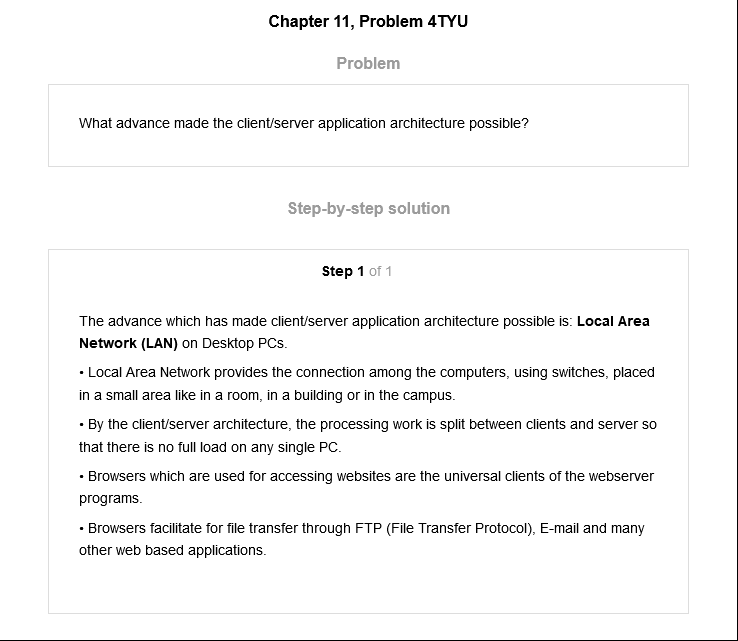 Chapter 11, Problem 4TYU
Problem
What advance made the client/server application architecture possible?
Step-by-step solution
Step 1 of 1
The advance which has made client/server application architecture possible is: Local Area
Network (LAN) on Desktop PCs.
• Local Area Network provides the connection among the computers, using switches, placed
in a small area like in a room, in a building or in the campus.
• By the client/server architecture, the processing work is split between clients and server so
that there is no full load on any single PC.
• Browsers which are used for accessing websites are the universal clients of the webserver
programs.
• Browsers facilitate for file transfer through FTP (File Transfer Protocol), E-mail and many
other web based applications.